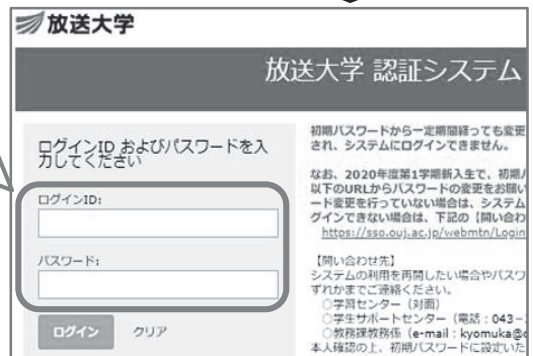 放送大学
放送大学 認証システム
ログインID およびパスワードを入
力してください
ログインID:
パスワード:
ログイン クリア
初期パスワードから一定期間経っても変更
され、システムにログインできません。
なお、2020年度第1学期新入生で、初期パ
以下のURLからパスワードの変更をお願い
ード変更を行っていない場合は、システム
グインできない場合は、下記の【問い合わ
https://sso.ouj.ac.jp/webmtn/Login
【問い合わせ先】
システムの利用を再開したい場合やパスワ
ずれかまでご連絡ください。
○学習センター（対面）
○学生サポートセンター（電話：043－
○教務課教務係（e-mail：kyomuka@
本人確認の上、初期パスワードに設定いた